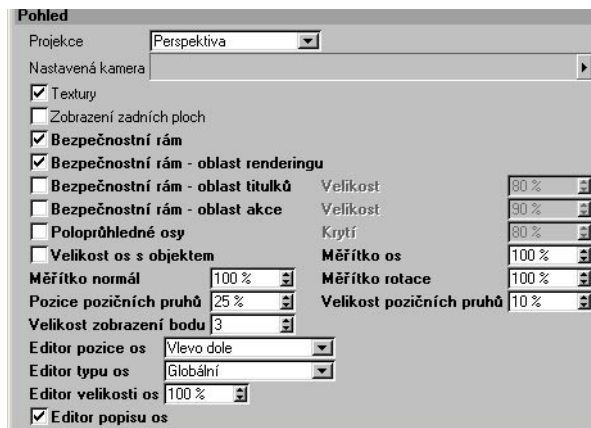 Pohled
Projekce Perspektiva
Nastavená kamera
Textury
Zobrazení zadních ploch
Bezpečnostní rám
Bezpečnostní rám - oblast renderingu
Bezpečnostní rám - oblast titulků Velikost 80 %
Bezpečnostní rám - oblast akce Velikost 90 %
Poloprůhledné osy Krytí 80 %
Velikost os s objektem Měřítko os 100 %
Měřítko normál 100 % Měřítko rotace 100 %
Pozice pozičních pruhů 25 % Velikost pozičních pruhů 10 %
Velikost zobrazení bodu 3
Editor pozice os Vlevo dole
Editor typu os Globální
Editor velikosti os 100 %
Editor popisu os